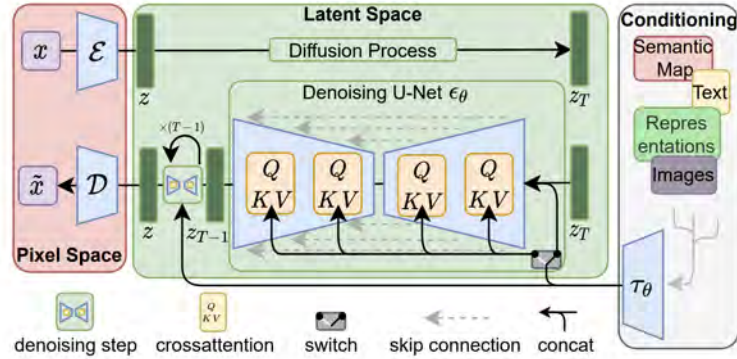 Latent Space
Conditioning
x
ℰ
Diffusion Process
Semantic
Map
z
z_T
Text
Denoising U-Net ϵ_θ
×(T−1)
Repres
entations
Images
Q
KV
Q
KV
Q
KV
Q
KV
x̃
𝒟
z
z_{T−1}
z_T
Pixel Space
τ_θ
Q
KV
denoising step
crossattention
switch
skip connection
concat